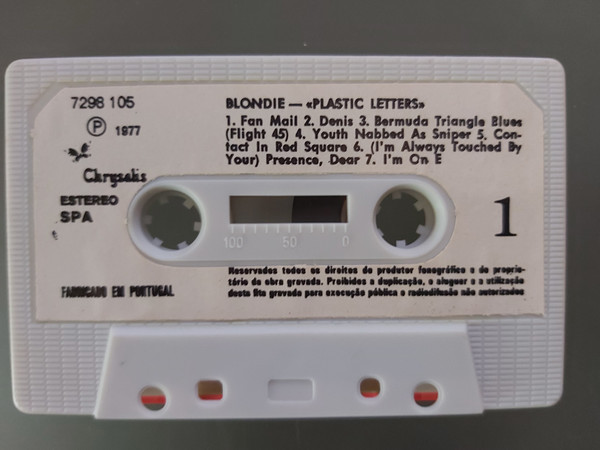 7298 105
Ⓟ 1977
Chrysalis
ESTEREO
SPA
BLONDIE — «PLASTIC LETTERS»
1. Fan Mail 2. Denis 3. Bermuda Triangle Blues
(Flight 45) 4. Youth Nabbed As Sniper 5. Con-
tact In Red Square 6. (I'm Always Touched By
Your) Presence, Dear 7. I'm On E
100 50 0
1
FABRICADO EM PORTUGAL
Reservados todos os direitos do produtor fonográfico e do proprie-
tário da obra gravada. Proibidos a duplicação, o aluguer e a utilização
desta fita gravada para execução pública e radiodifusão não autorizados